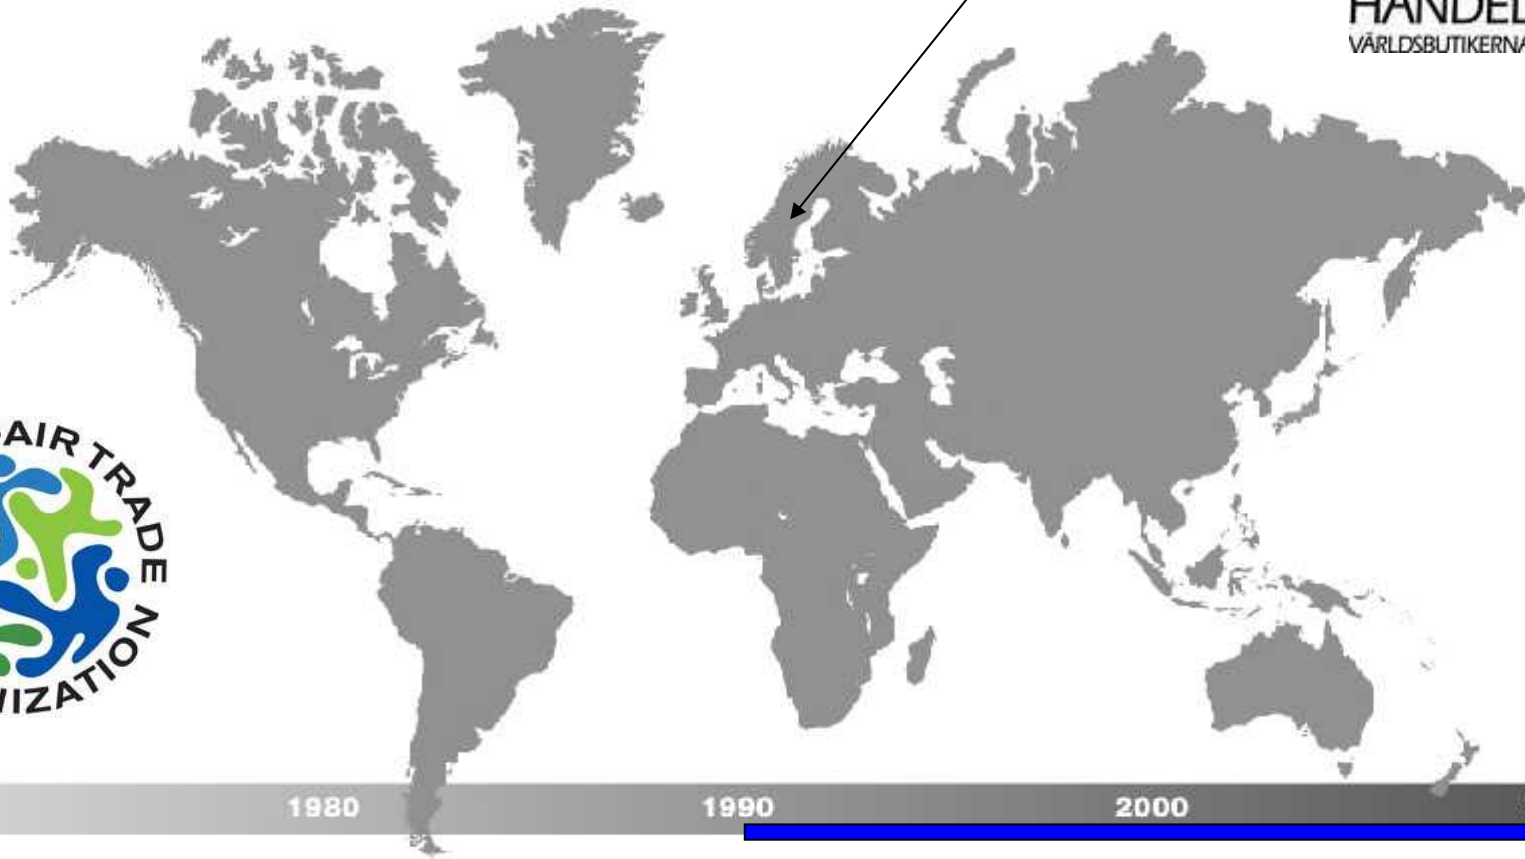 HANDEL
VÄRLDSBUTIKERNA
AIR TRADE
IZATION
1980
1990
2000